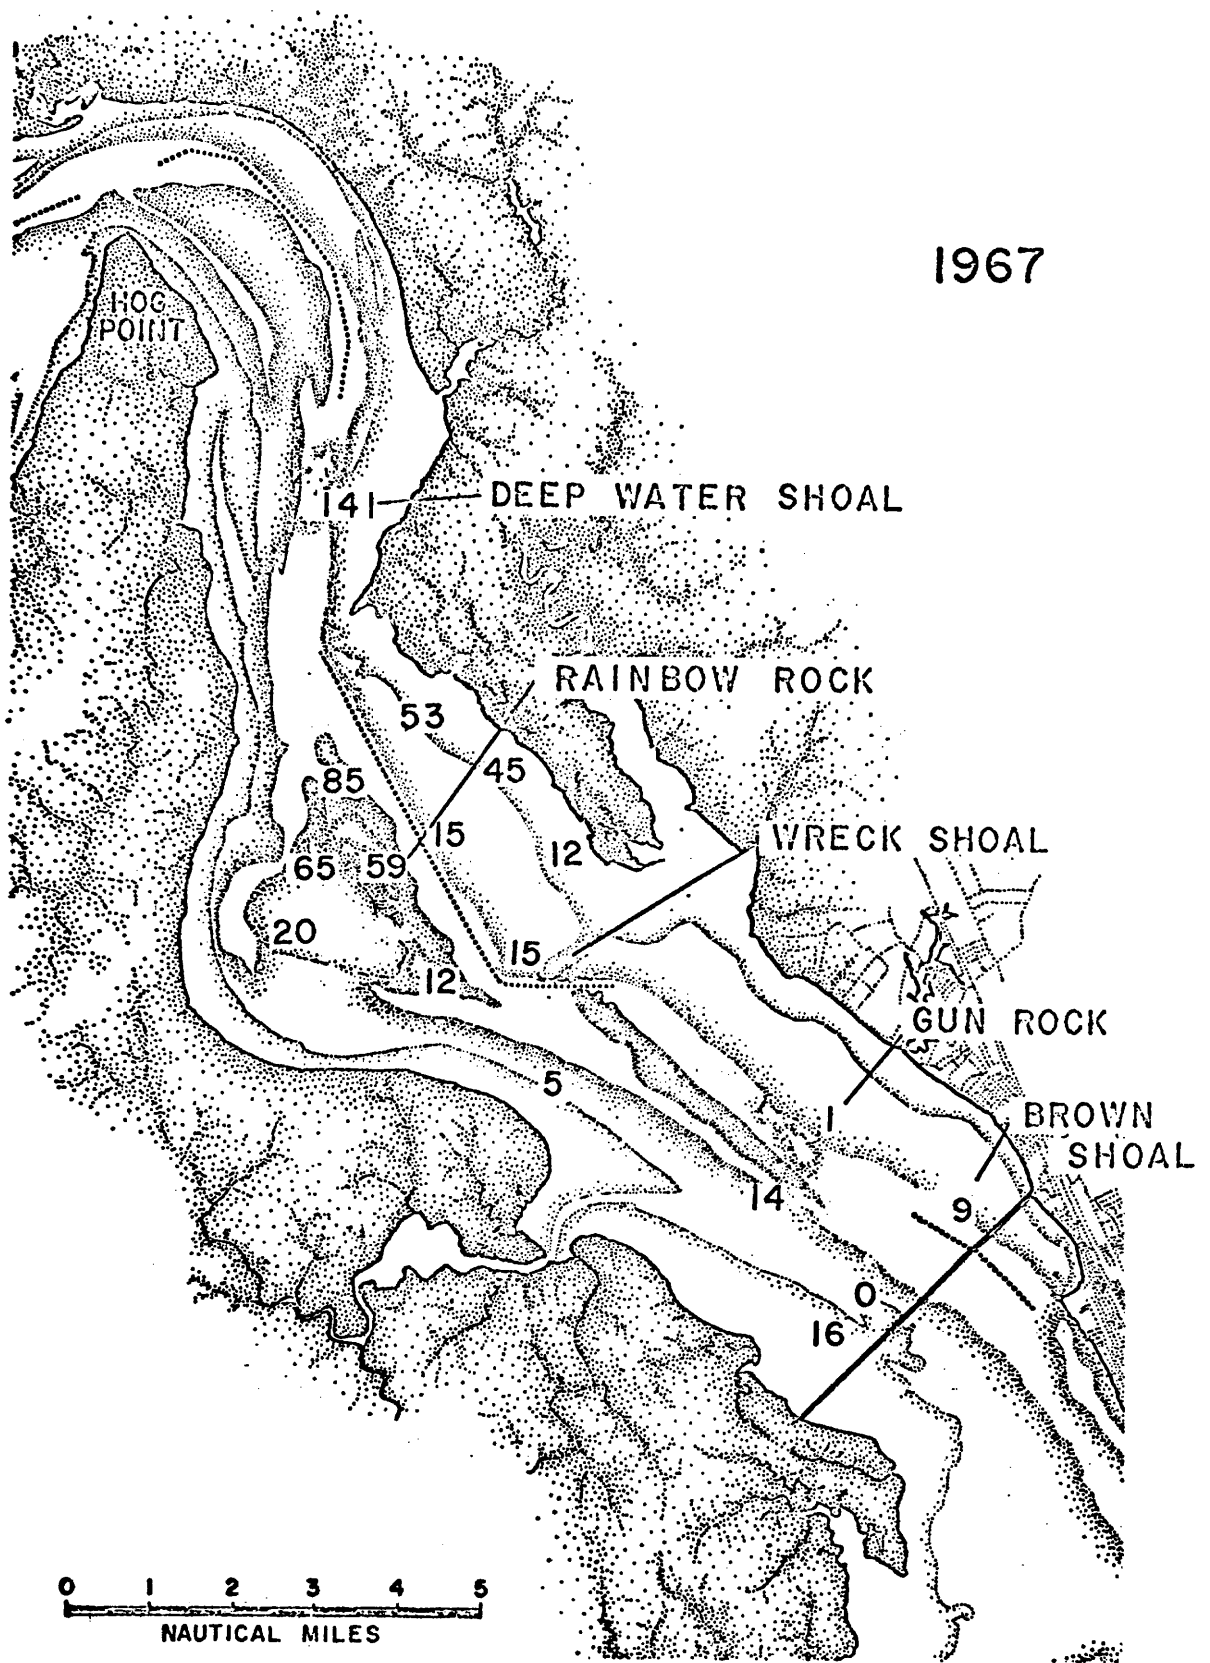 1967
HOG
POINT
141
DEEP WATER SHOAL
RAINBOW ROCK
53
45
85
15
WRECK SHOAL
12
65
59
20
15
12
GUN ROCK
5
1
BROWN
SHOAL
14
9
0
16
0 1 2 3 4 5
NAUTICAL MILES